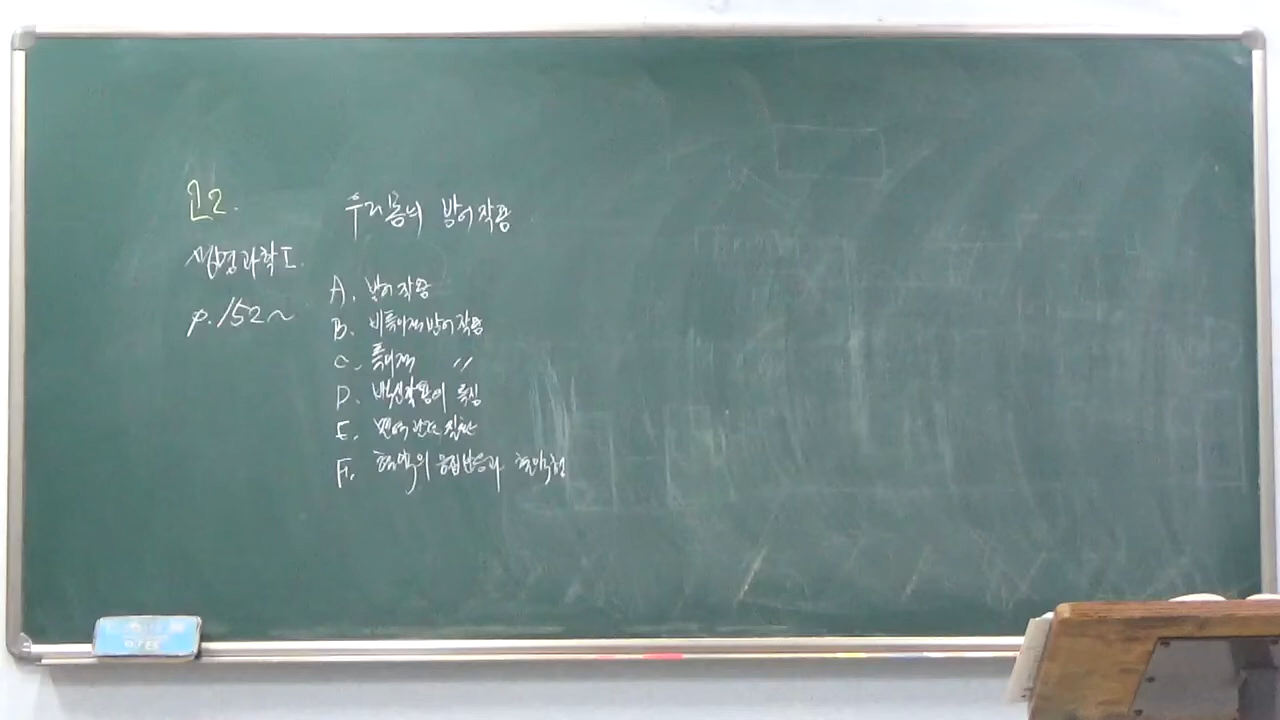 생명과학 I.
p.152~
우리몸의 방어작용
A. 방어작용
B. 비특이적 방어작용
C. 특이적 〃
D. 백신작용의 특징
E. 면역 관련 질환
F. 혈액의 응집반응과 혈액형